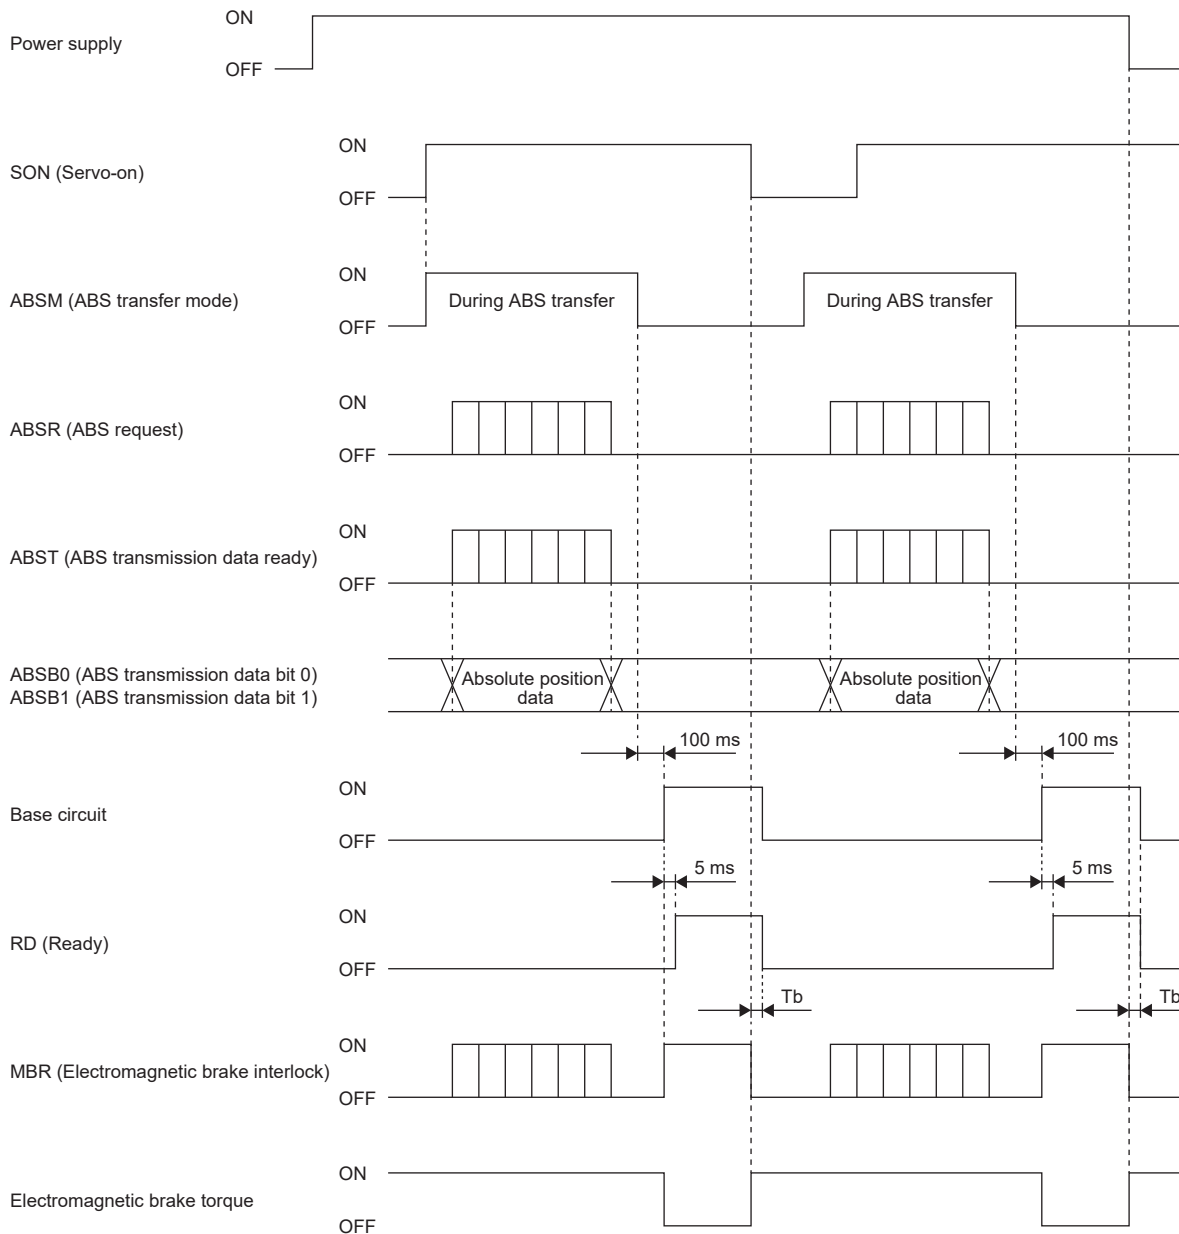 ON
Power supply
OFF
ON
SON (Servo-on)
OFF
ON
ABSM (ABS transfer mode)
During ABS transfer
During ABS transfer
OFF
ON
ABSR (ABS request)
OFF
ON
ABST (ABS transmission data ready)
OFF
ABSB0 (ABS transmission data bit 0)
ABSB1 (ABS transmission data bit 1)
Absolute position
data
Absolute position
data
100 ms
100 ms
ON
Base circuit
OFF
5 ms
5 ms
ON
RD (Ready)
OFF
Tb
Tb
ON
MBR (Electromagnetic brake interlock)
OFF
ON
Electromagnetic brake torque
OFF